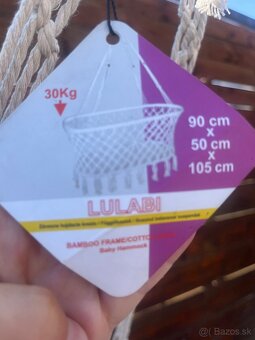 30Kg
90 cm
x
50 cm
x
105 cm
LULABI
BAMBOO FRAME/COTTON
Baby Hammock
© Bazos.sk